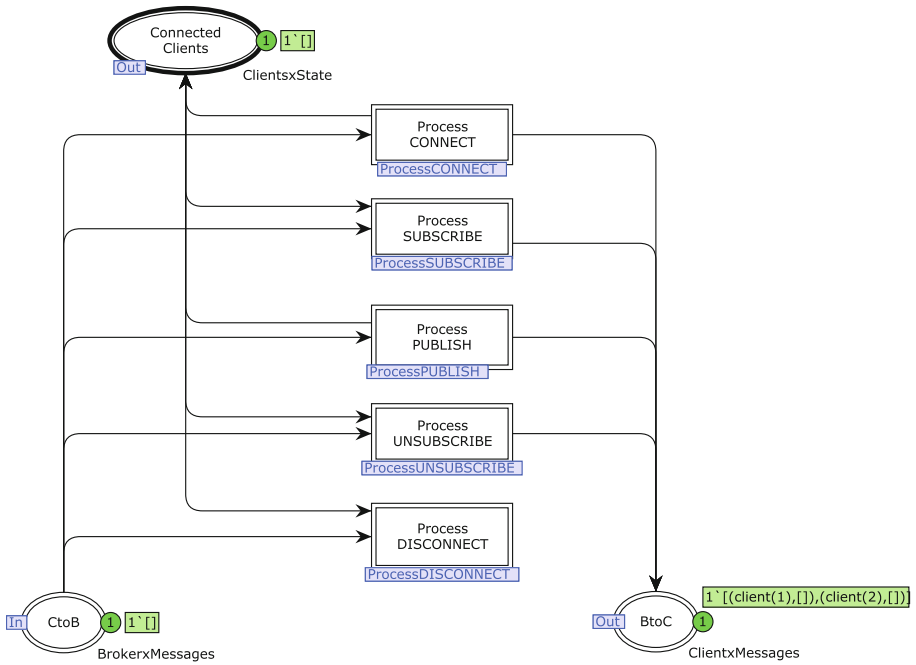 Connected
Clients
1
1`[]
Out
ClientsxState
Process
CONNECT
ProcessCONNECT
Process
SUBSCRIBE
ProcessSUBSCRIBE
Process
PUBLISH
ProcessPUBLISH
Process
UNSUBSCRIBE
ProcessUNSUBSCRIBE
Process
DISCONNECT
ProcessDISCONNECT
In
CtoB
1
1`[]
BrokerxMessages
1`[(client(1),[]),(client(2),[])]
Out
BtoC
1
ClientxMessages